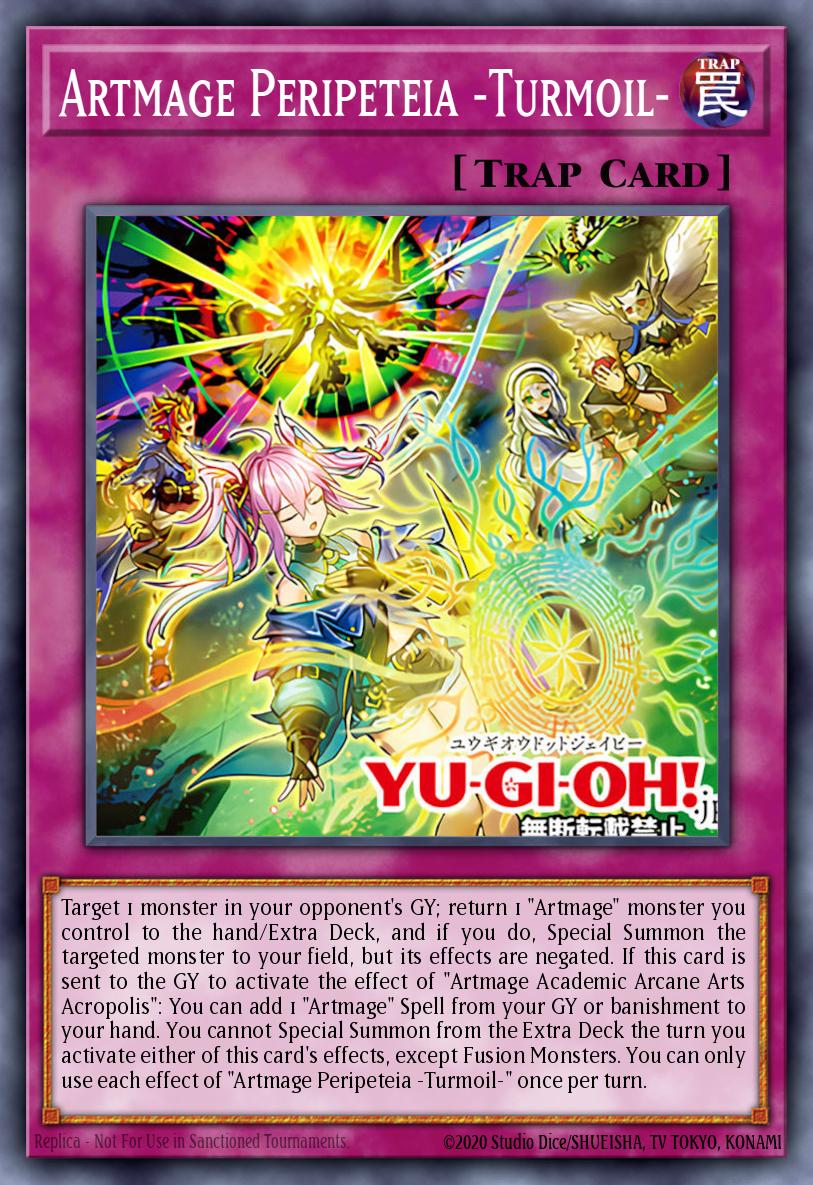 ARTMAGE PERIPETEIA -TURMOIL-
TRAP
罠
[TRAP CARD]
ユウギオウドットジェイピー
YU-GI-OH!
.j
無断転載禁止
Target 1 monster in your opponent's GY; return 1 "Artmage" monster you
control to the hand/Extra Deck, and if you do, Special Summon the
targeted monster to your field, but its effects are negated. If this card is
sent to the GY to activate the effect of "Artmage Academic Arcane Arts
Acropolis": You can add 1 "Artmage" Spell from your GY or banishment to
your hand. You cannot Special Summon from the Extra Deck the turn you
activate either of this card's effects, except Fusion Monsters. You can only
use each effect of "Artmage Peripeteia -Turmoil-" once per turn.
Replica - Not For Use in Sanctioned Tournaments.
©2020 Studio Dice/SHUEISHA, TV TOKYO, KONAMI